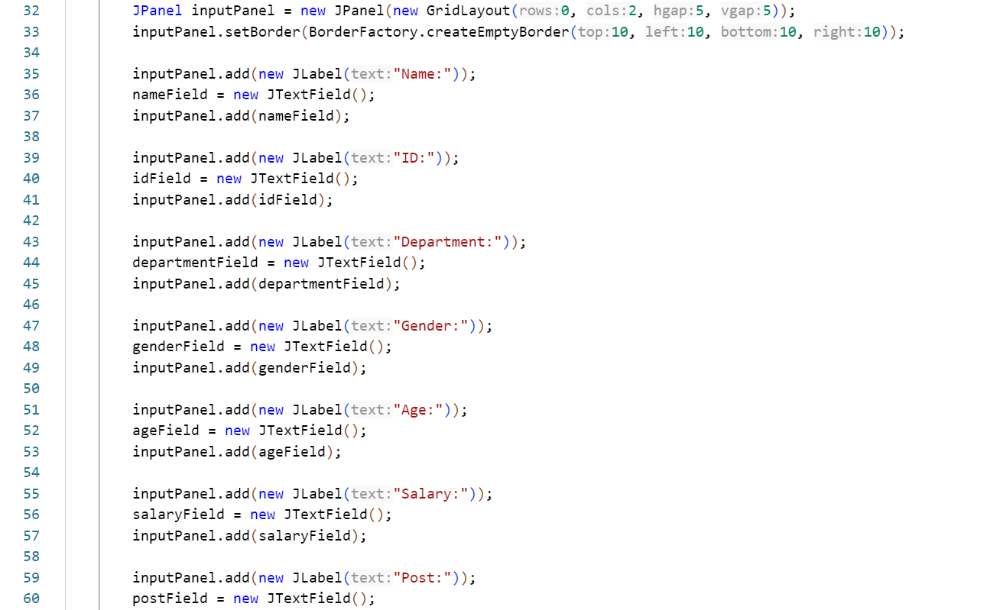 32 JPanel inputPanel = new JPanel(new GridLayout(rows:0, cols:2, hgap:5, vgap:5));
33 inputPanel.setBorder(BorderFactory.createEmptyBorder(top:10, left:10, bottom:10, right:10));
34
35 inputPanel.add(new JLabel(text:"Name:"));
36 nameField = new JTextField();
37 inputPanel.add(nameField);
38
39 inputPanel.add(new JLabel(text:"ID:"));
40 idField = new JTextField();
41 inputPanel.add(idField);
42
43 inputPanel.add(new JLabel(text:"Department:"));
44 departmentField = new JTextField();
45 inputPanel.add(departmentField);
46
47 inputPanel.add(new JLabel(text:"Gender:"));
48 genderField = new JTextField();
49 inputPanel.add(genderField);
50
51 inputPanel.add(new JLabel(text:"Age:"));
52 ageField = new JTextField();
53 inputPanel.add(ageField);
54
55 inputPanel.add(new JLabel(text:"Salary:"));
56 salaryField = new JTextField();
57 inputPanel.add(salaryField);
58
59 inputPanel.add(new JLabel(text:"Post:"));
60 postField = new JTextField();